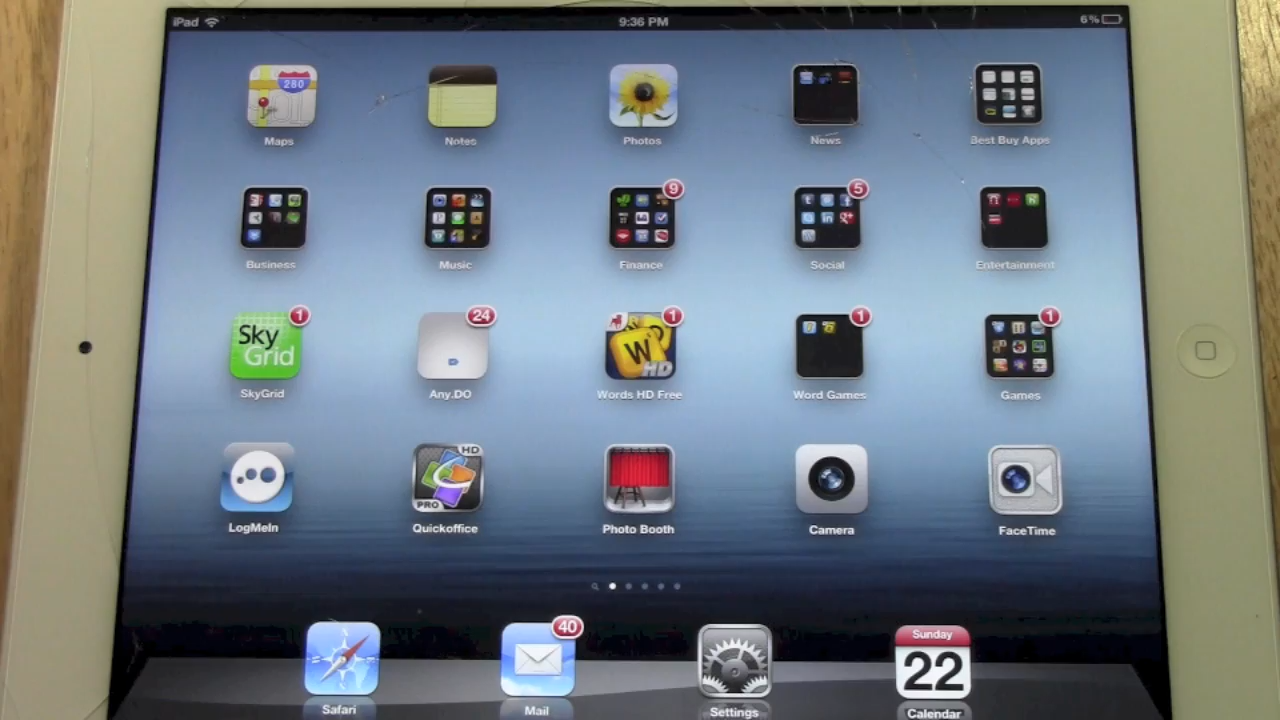 iPad 9:36 PM 6%
280
Maps Notes Photos News Best Buy Apps
9 5
Business Music Finance Social Entertainment
1 24 1 1 1
Sky
Grid
W
HD
SkyGrid Any.DO Words HD Free Word Games Games
HD
PRO
LogMeIn Quickoffice Photo Booth Camera FaceTime
40
Sunday
22
Safari Mail Settings Calendar